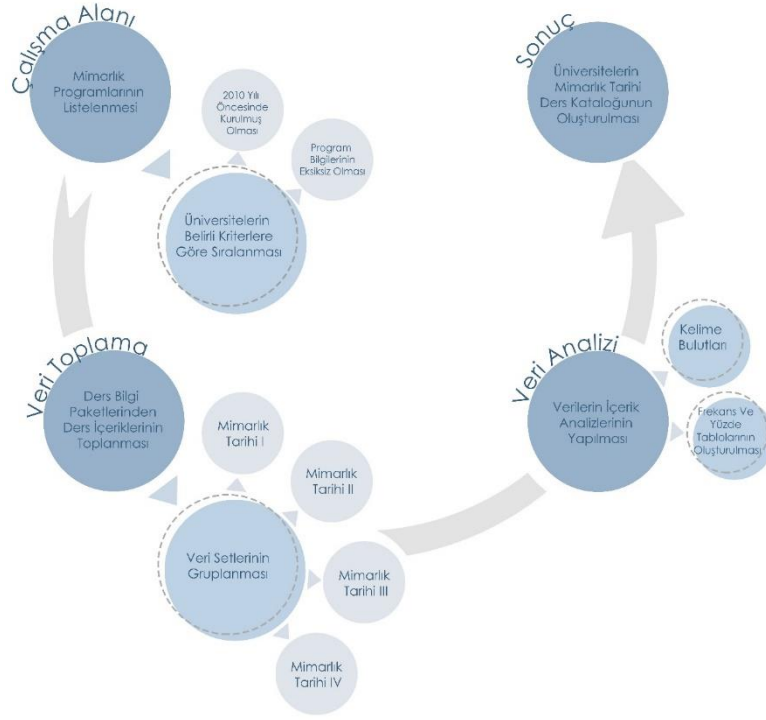 Çalışma Alanı
Mimarlık
Programlarının
Listelenmesi
2010 Yılı
Öncesinde
Kurulmuş
Olması
Program
Bilgilerinin
Eksiksiz Olması
Üniversitelerin
Belirli Kriterlere
Göre Sıralanması
Veri Toplama
Ders Bilgi
Paketlerinden
Ders İçeriklerinin
Toplanması
Mimarlık
Tarihi I
Mimarlık
Tarihi II
Veri Setlerinin
Gruplanması
Mimarlık
Tarihi III
Mimarlık
Tarihi IV
Veri Analizi
Verilerin İçerik
Analizlerinin
Yapılması
Kelime
Bulutları
Frekans Ve
Yüzde
Tablolarının
Oluşturulması
Sonuç
Üniversitelerin
Mimarlık Tarihi
Ders Kataloğunun
Oluşturulması